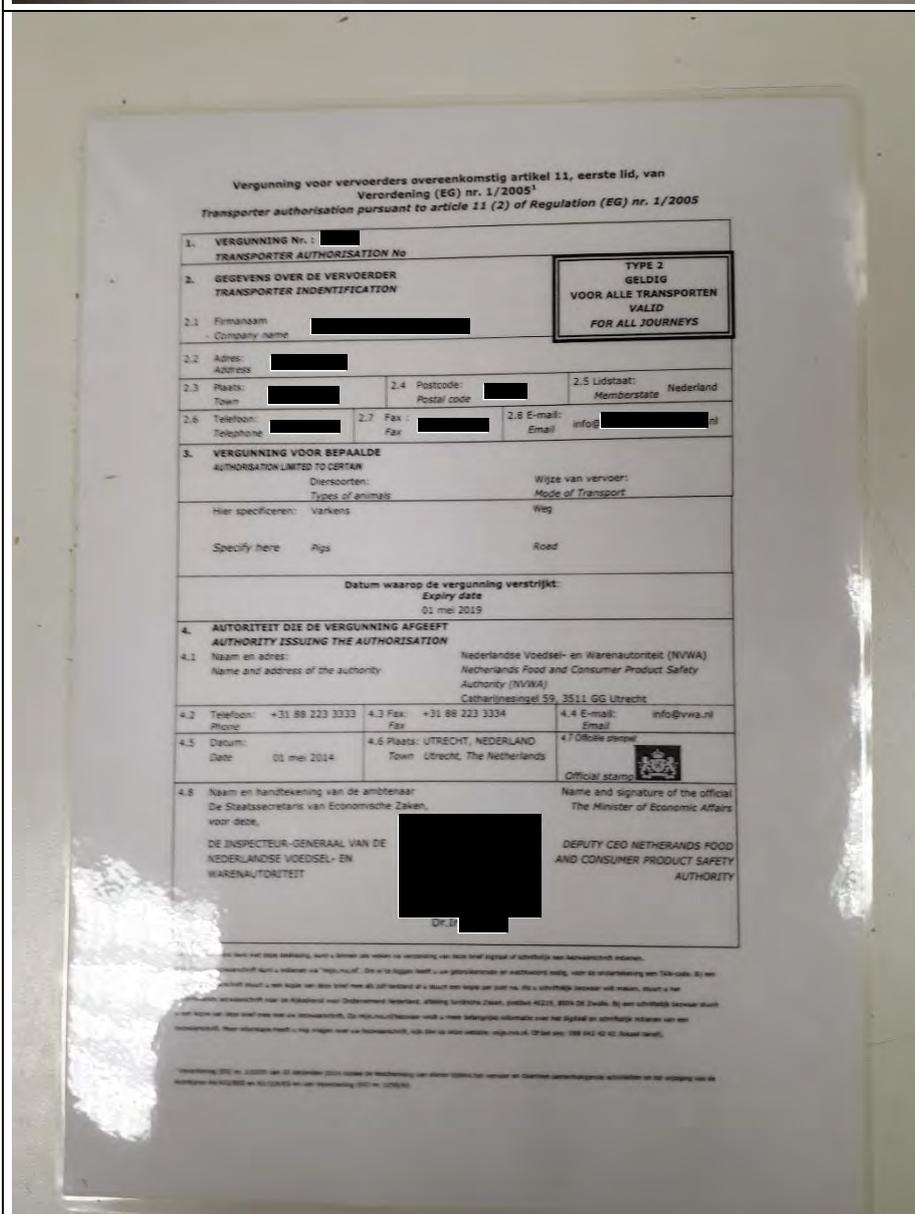 Vergunning voor vervoerders overeenkomstig artikel 11, eerste lid, van
Verordening (EG) nr. 1/2005¹
Transporter authorisation pursuant to article 11 (2) of Regulation (EG) nr. 1/2005
1. VERGUNNING Nr. :
TRANSPORTER AUTHORISATION No
2. GEGEVENS OVER DE VERVOERDER
TRANSPORTER INDENTIFICATION
TYPE 2
GELDIG
VOOR ALLE TRANSPORTEN
VALID
FOR ALL JOURNEYS
2.1 Firmanaam
- Company name
2.2 Adres:
Address
2.3 Plaats: 2.4 Postcode: 2.5 Lidstaat: Nederland
Town Postal code Memberstate
2.6 Telefoon: 2.7 Fax : 2.8 E-mail: info@ nl
Telephone Fax Email
3. VERGUNNING VOOR BEPAALDE
AUTHORISATION LIMITED TO CERTAIN
Diersoorten: Wijze van vervoer:
Types of animals Mode of Transport
Hier specificeren: Varkens Weg
Specify here Pigs Road
Datum waarop de vergunning verstrijkt:
Expiry date
01 mei 2019
4. AUTORITEIT DIE DE VERGUNNING AFGEEFT
AUTHORITY ISSUING THE AUTHORISATION
4.1 Naam en adres: Nederlandse Voedsel- en Warenautoriteit (NVWA)
Name and address of the authority Netherlands Food and Consumer Product Safety
Authority (NVWA)
Catharijnesingel 59, 3511 GG Utrecht
4.2 Telefoon: +31 88 223 3333 4.3 Fax: +31 88 223 3334 4.4 E-mail: info@vwa.nl
Phone Fax Email
4.5 Datum: 4.6 Plaats: UTRECHT, NEDERLAND 4.7 Officiële stempel
Date 01 mei 2014 Town Utrecht, The Netherlands
Official stamp
4.8 Naam en handtekening van de ambtenaar Name and signature of the official
De Staatssecretaris van Economische Zaken, The Minister of Economic Affairs
voor deze,
DE INSPECTEUR-GENERAAL VAN DE DEPUTY CEO NETHERANDS FOOD
NEDERLANDSE VOEDSEL- EN AND CONSUMER PRODUCT SAFETY
WARENAUTORITEIT AUTHORITY
Dr.Ir